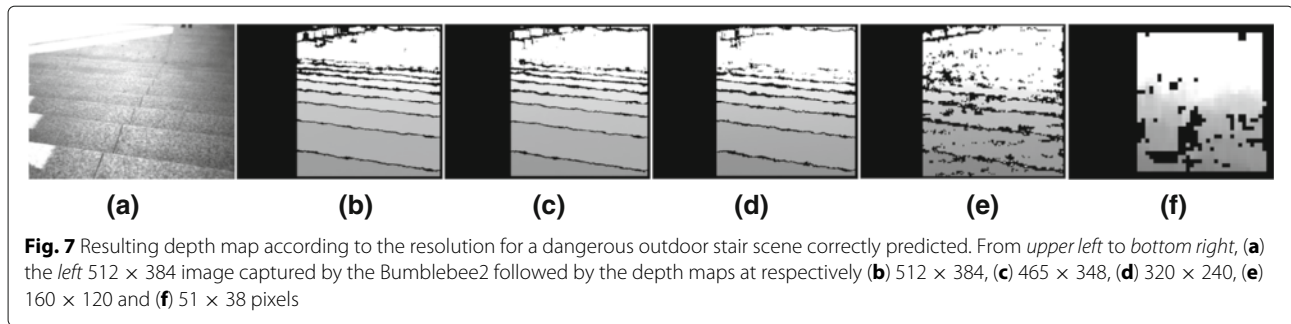 (a) (b) (c) (d) (e) (f)
Fig. 7 Resulting depth map according to the resolution for a dangerous outdoor stair scene correctly predicted. From upper left to bottom right, (a)
the left 512 × 384 image captured by the Bumblebee2 followed by the depth maps at respectively (b) 512 × 384, (c) 465 × 348, (d) 320 × 240, (e)
160 × 120 and (f) 51 × 38 pixels